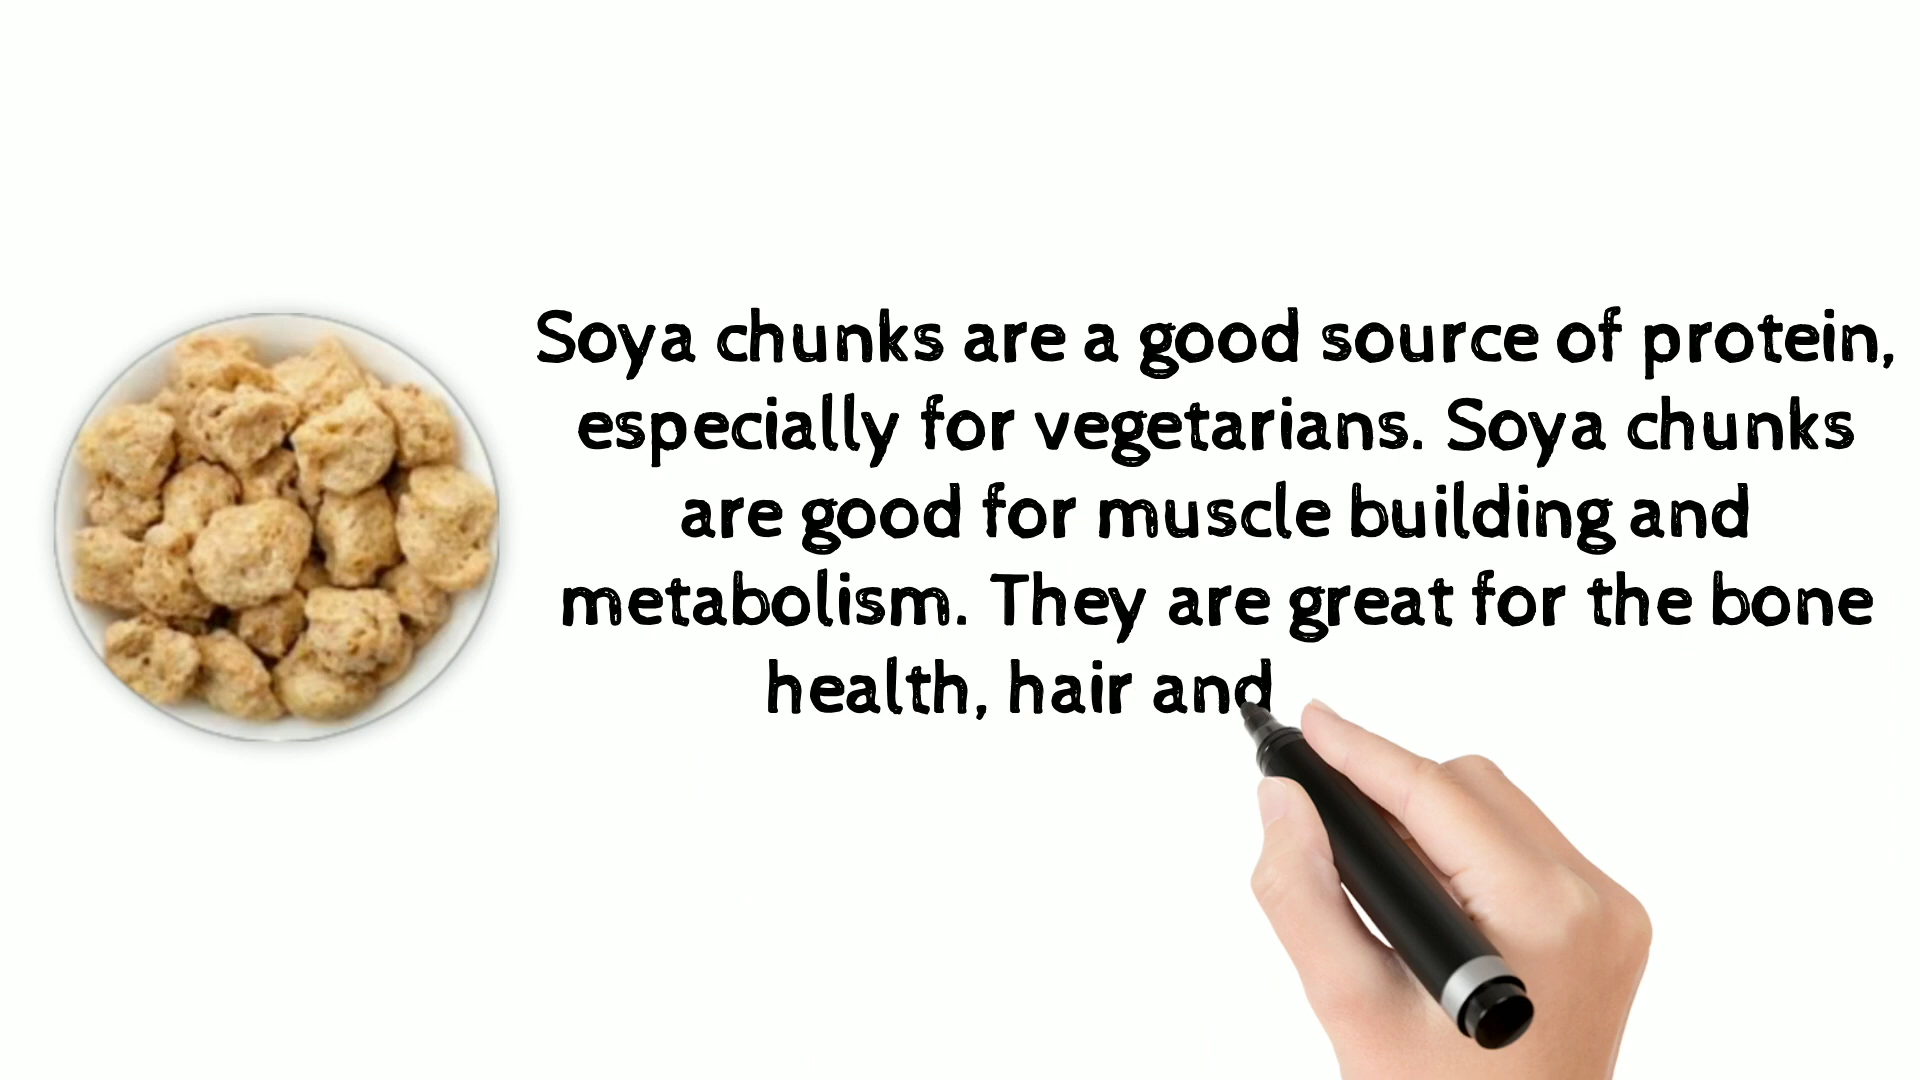 Soya chunks are a good source of protein,
especially for vegetarians. Soya chunks
are good for muscle building and
metabolism. They are great for the bone
health, hair and